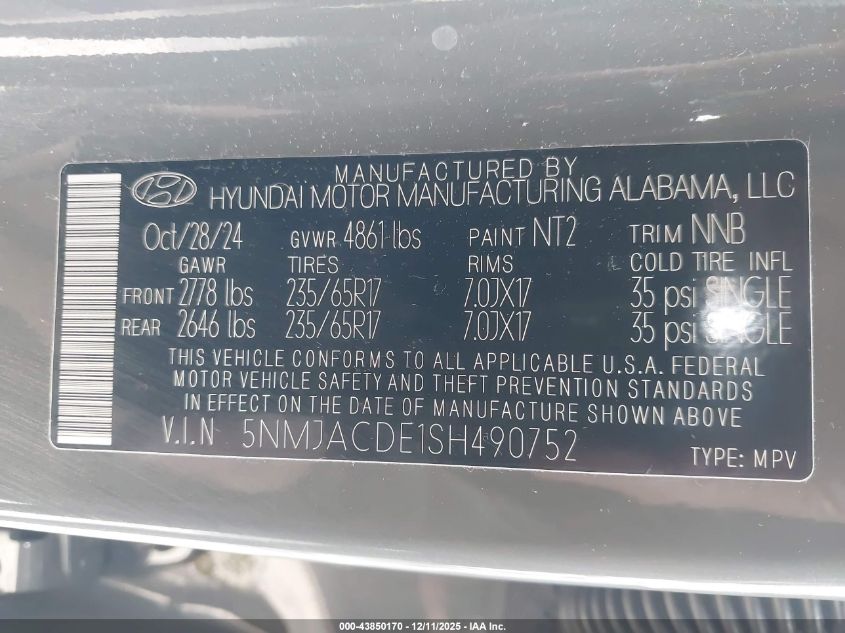 MANUFACTURED BY
HYUNDAI MOTOR MANUFACTURING ALABAMA, LLC
Oct/28/24 GVWR 4861 lbs PAINT NT2 TRIM NNB
GAWR TIRES RIMS COLD TIRE INFL
FRONT 2778 lbs 235/65R17 7.0JX17 35 psi SINGLE
REAR 2646 lbs 235/65R17 7.0JX17 35 psi SINGLE
THIS VEHICLE CONFORMS TO ALL APPLICABLE U.S.A. FEDERAL
MOTOR VEHICLE SAFETY AND THEFT PREVENTION STANDARDS
IN EFFECT ON THE DATE OF MANUFACTURE SHOWN ABOVE.
V.I.N 5NMJACDE1SH490752
TYPE: MPV
000-43850170 - 12/11/2025 - IAA Inc.